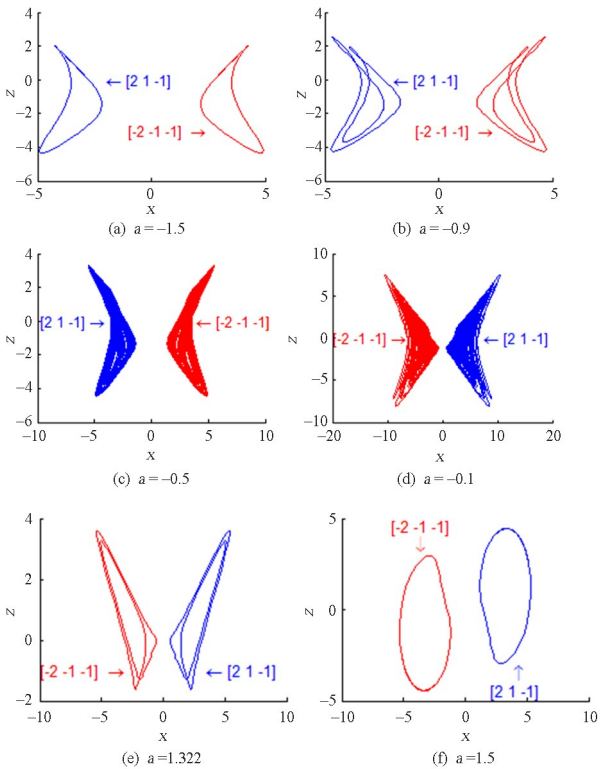 4
2
0
−2
−4
−6
Z
← [2 1 -1]
[-2 -1 -1] →
−5
0
5
X
(a) a = −1.5
4
2
0
−2
−4
−6
Z
← [2 1 -1]
[-2 -1 -1] →
−5
0
5
X
(b) a = −0.9
4
2
0
−2
−4
−6
Z
[2 1 -1] →
← [-2 -1 -1]
−10
−5
0
5
10
X
(c) a = −0.5
10
5
0
−5
−10
Z
[-2 -1 -1] →
← [2 1 -1]
−20
−10
0
10
20
X
(d) a = −0.1
4
2
0
−2
Z
[-2 -1 -1] →
← [2 1 -1]
−10
−5
0
5
10
X
(e) a =1.322
5
0
−5
Z
[-2 -1 -1]
↓
↑
[2 1 -1]
−10
−5
0
5
10
X
(f) a =1.5